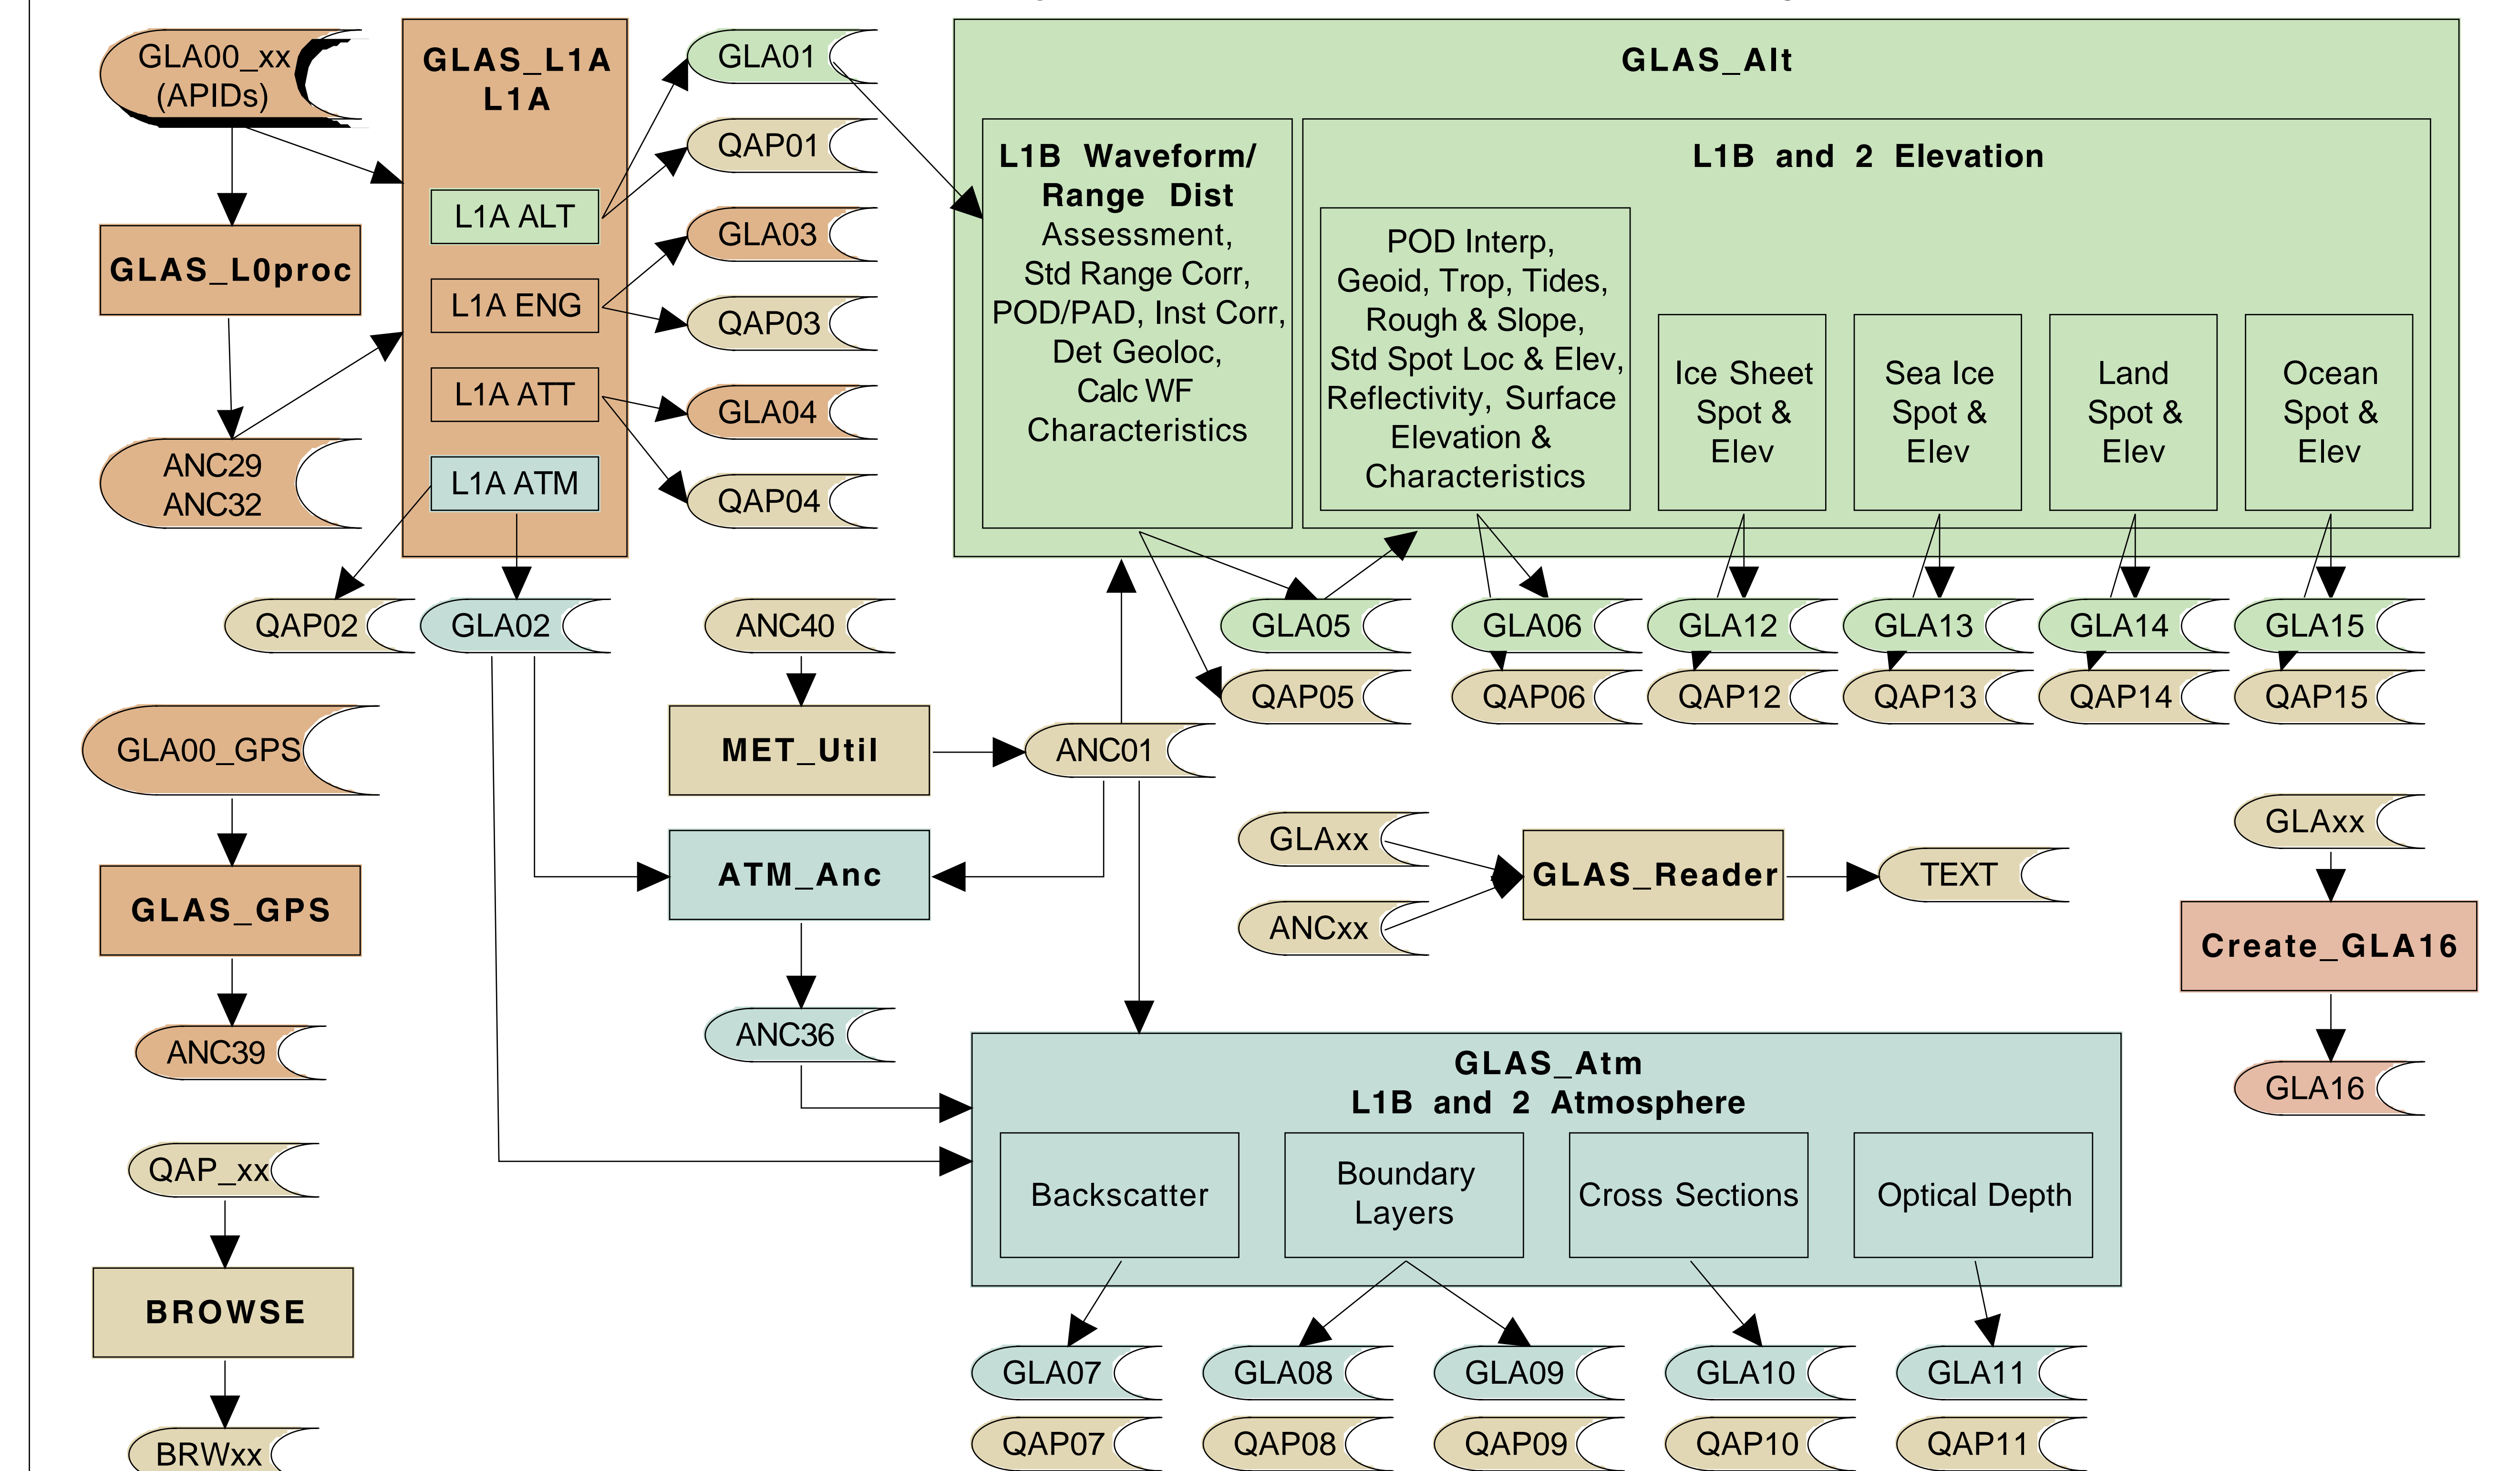 GLA00_xx
(APIDs)
GLAS_L0proc
ANC29
ANC32
GLAS_L1A
L1A
L1A ALT
L1A ENG
L1A ATT
L1A ATM
GLA01
QAP01
GLA03
QAP03
GLA04
QAP04
GLAS_Alt
L1B Waveform/
Range Dist
Assessment,
Std Range Corr,
POD/PAD, Inst Corr,
Det Geoloc,
Calc WF
Characteristics
L1B and 2 Elevation
POD Interp,
Geoid, Trop, Tides,
Rough & Slope,
Std Spot Loc & Elev,
Reflectivity, Surface
Elevation &
Characteristics
Ice Sheet
Spot &
Elev
Sea Ice
Spot &
Elev
Land
Spot &
Elev
Ocean
Spot &
Elev
QAP02
GLA02
ANC40
GLA05
GLA06
GLA12
GLA13
GLA14
GLA15
QAP05
QAP06
QAP12
QAP13
QAP14
QAP15
GLA00_GPS
MET_Util
ANC01
GLAS_GPS
ATM_Anc
GLAxx
ANCxx
GLAS_Reader
TEXT
GLAxx
Create_GLA16
GLA16
ANC39
ANC36
GLAS_Atm
L1B and 2 Atmosphere
Backscatter
Boundary
Layers
Cross Sections
Optical Depth
QAP_xx
BROWSE
BRWxx
GLA07
GLA08
GLA09
GLA10
GLA11
QAP07
QAP08
QAP09
QAP10
QAP11